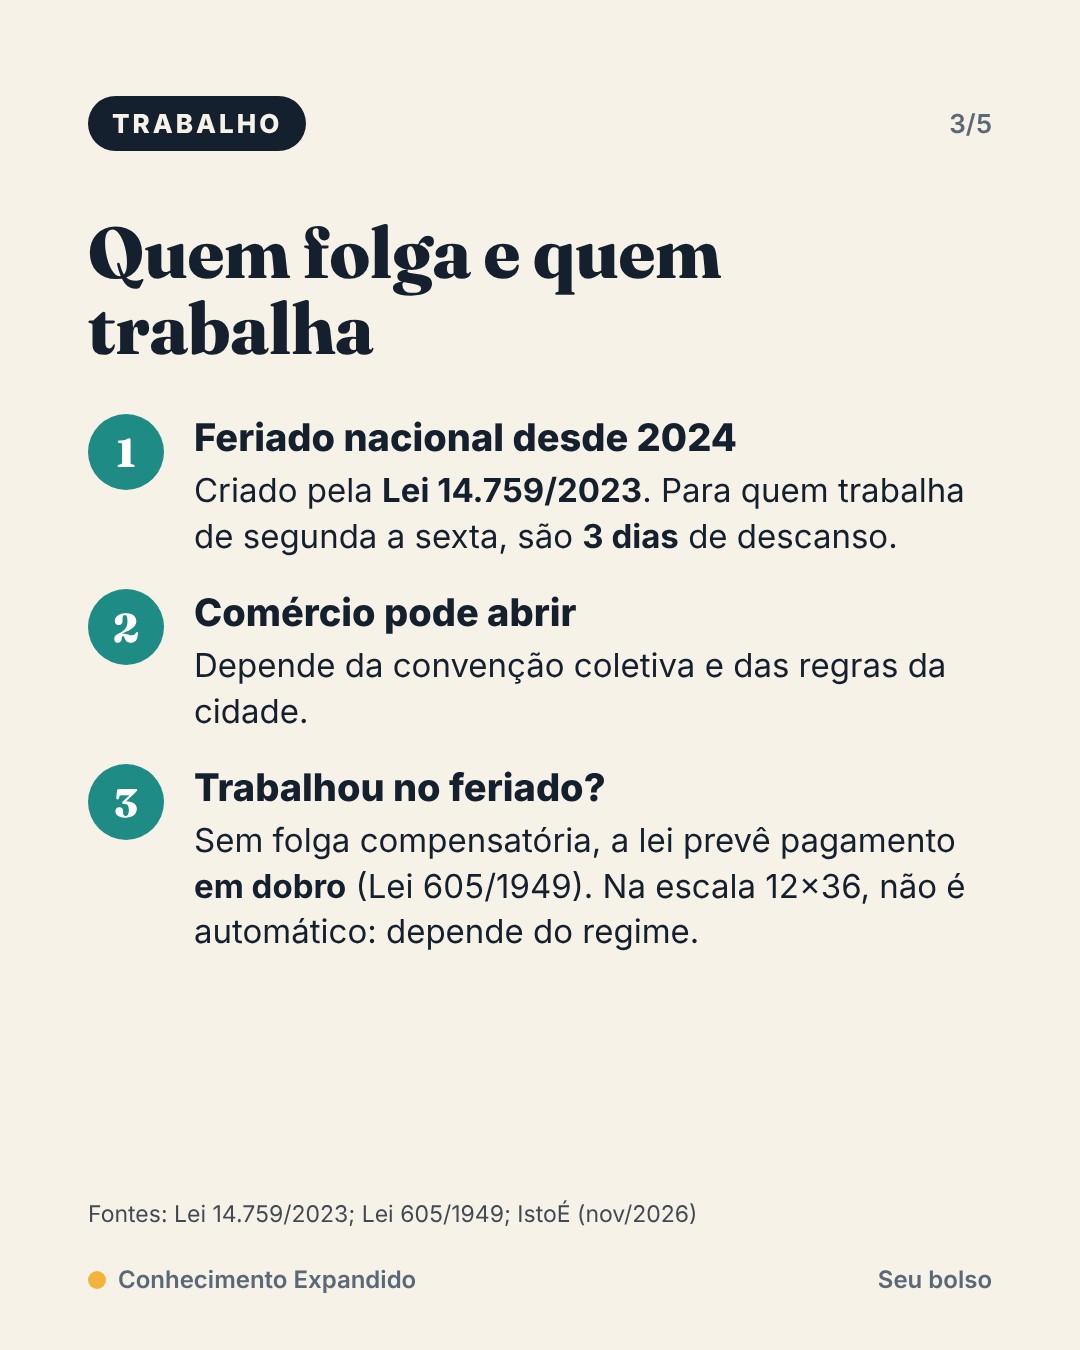 TRABALHO
3/5
Quem folga e quem
trabalha
1
Feriado nacional desde 2024
Criado pela Lei 14.759/2023. Para quem trabalha
de segunda a sexta, são 3 dias de descanso.
2
Comércio pode abrir
Depende da convenção coletiva e das regras da
cidade.
3
Trabalhou no feriado?
Sem folga compensatória, a lei prevê pagamento
em dobro (Lei 605/1949). Na escala 12×36, não é
automático: depende do regime.
Fontes: Lei 14.759/2023; Lei 605/1949; IstoÉ (nov/2026)
Conhecimento Expandido
Seu bolso